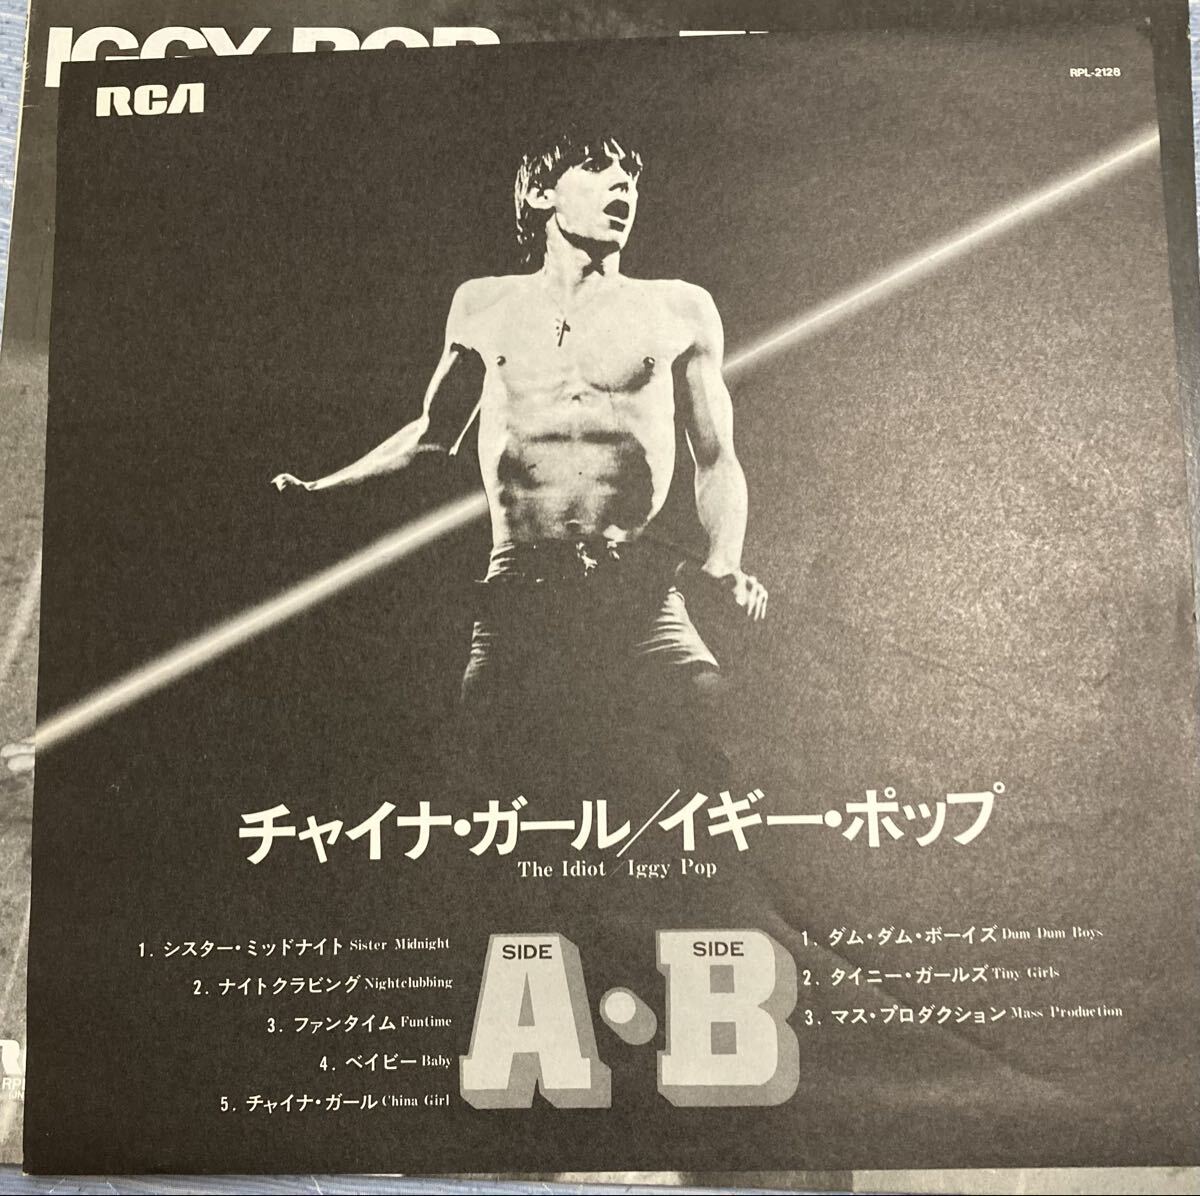 IGGY POP
RCA
RPL-2128
チャイナ・ガール/イギー・ポップ
The Idiot / Iggy Pop
SIDE A・SIDE B
1. シスター・ミッドナイト Sister Midnight
2. ナイトクラビング Nightclubbing
3. ファンタイム Funtime
4. ベイビー Baby
5. チャイナ・ガール China Girl
1. ダム・ダム・ボーイズ Dum Dum Boys
2. タイニー・ガールズ Tiny Girls
3. マス・プロダクション Mass Production